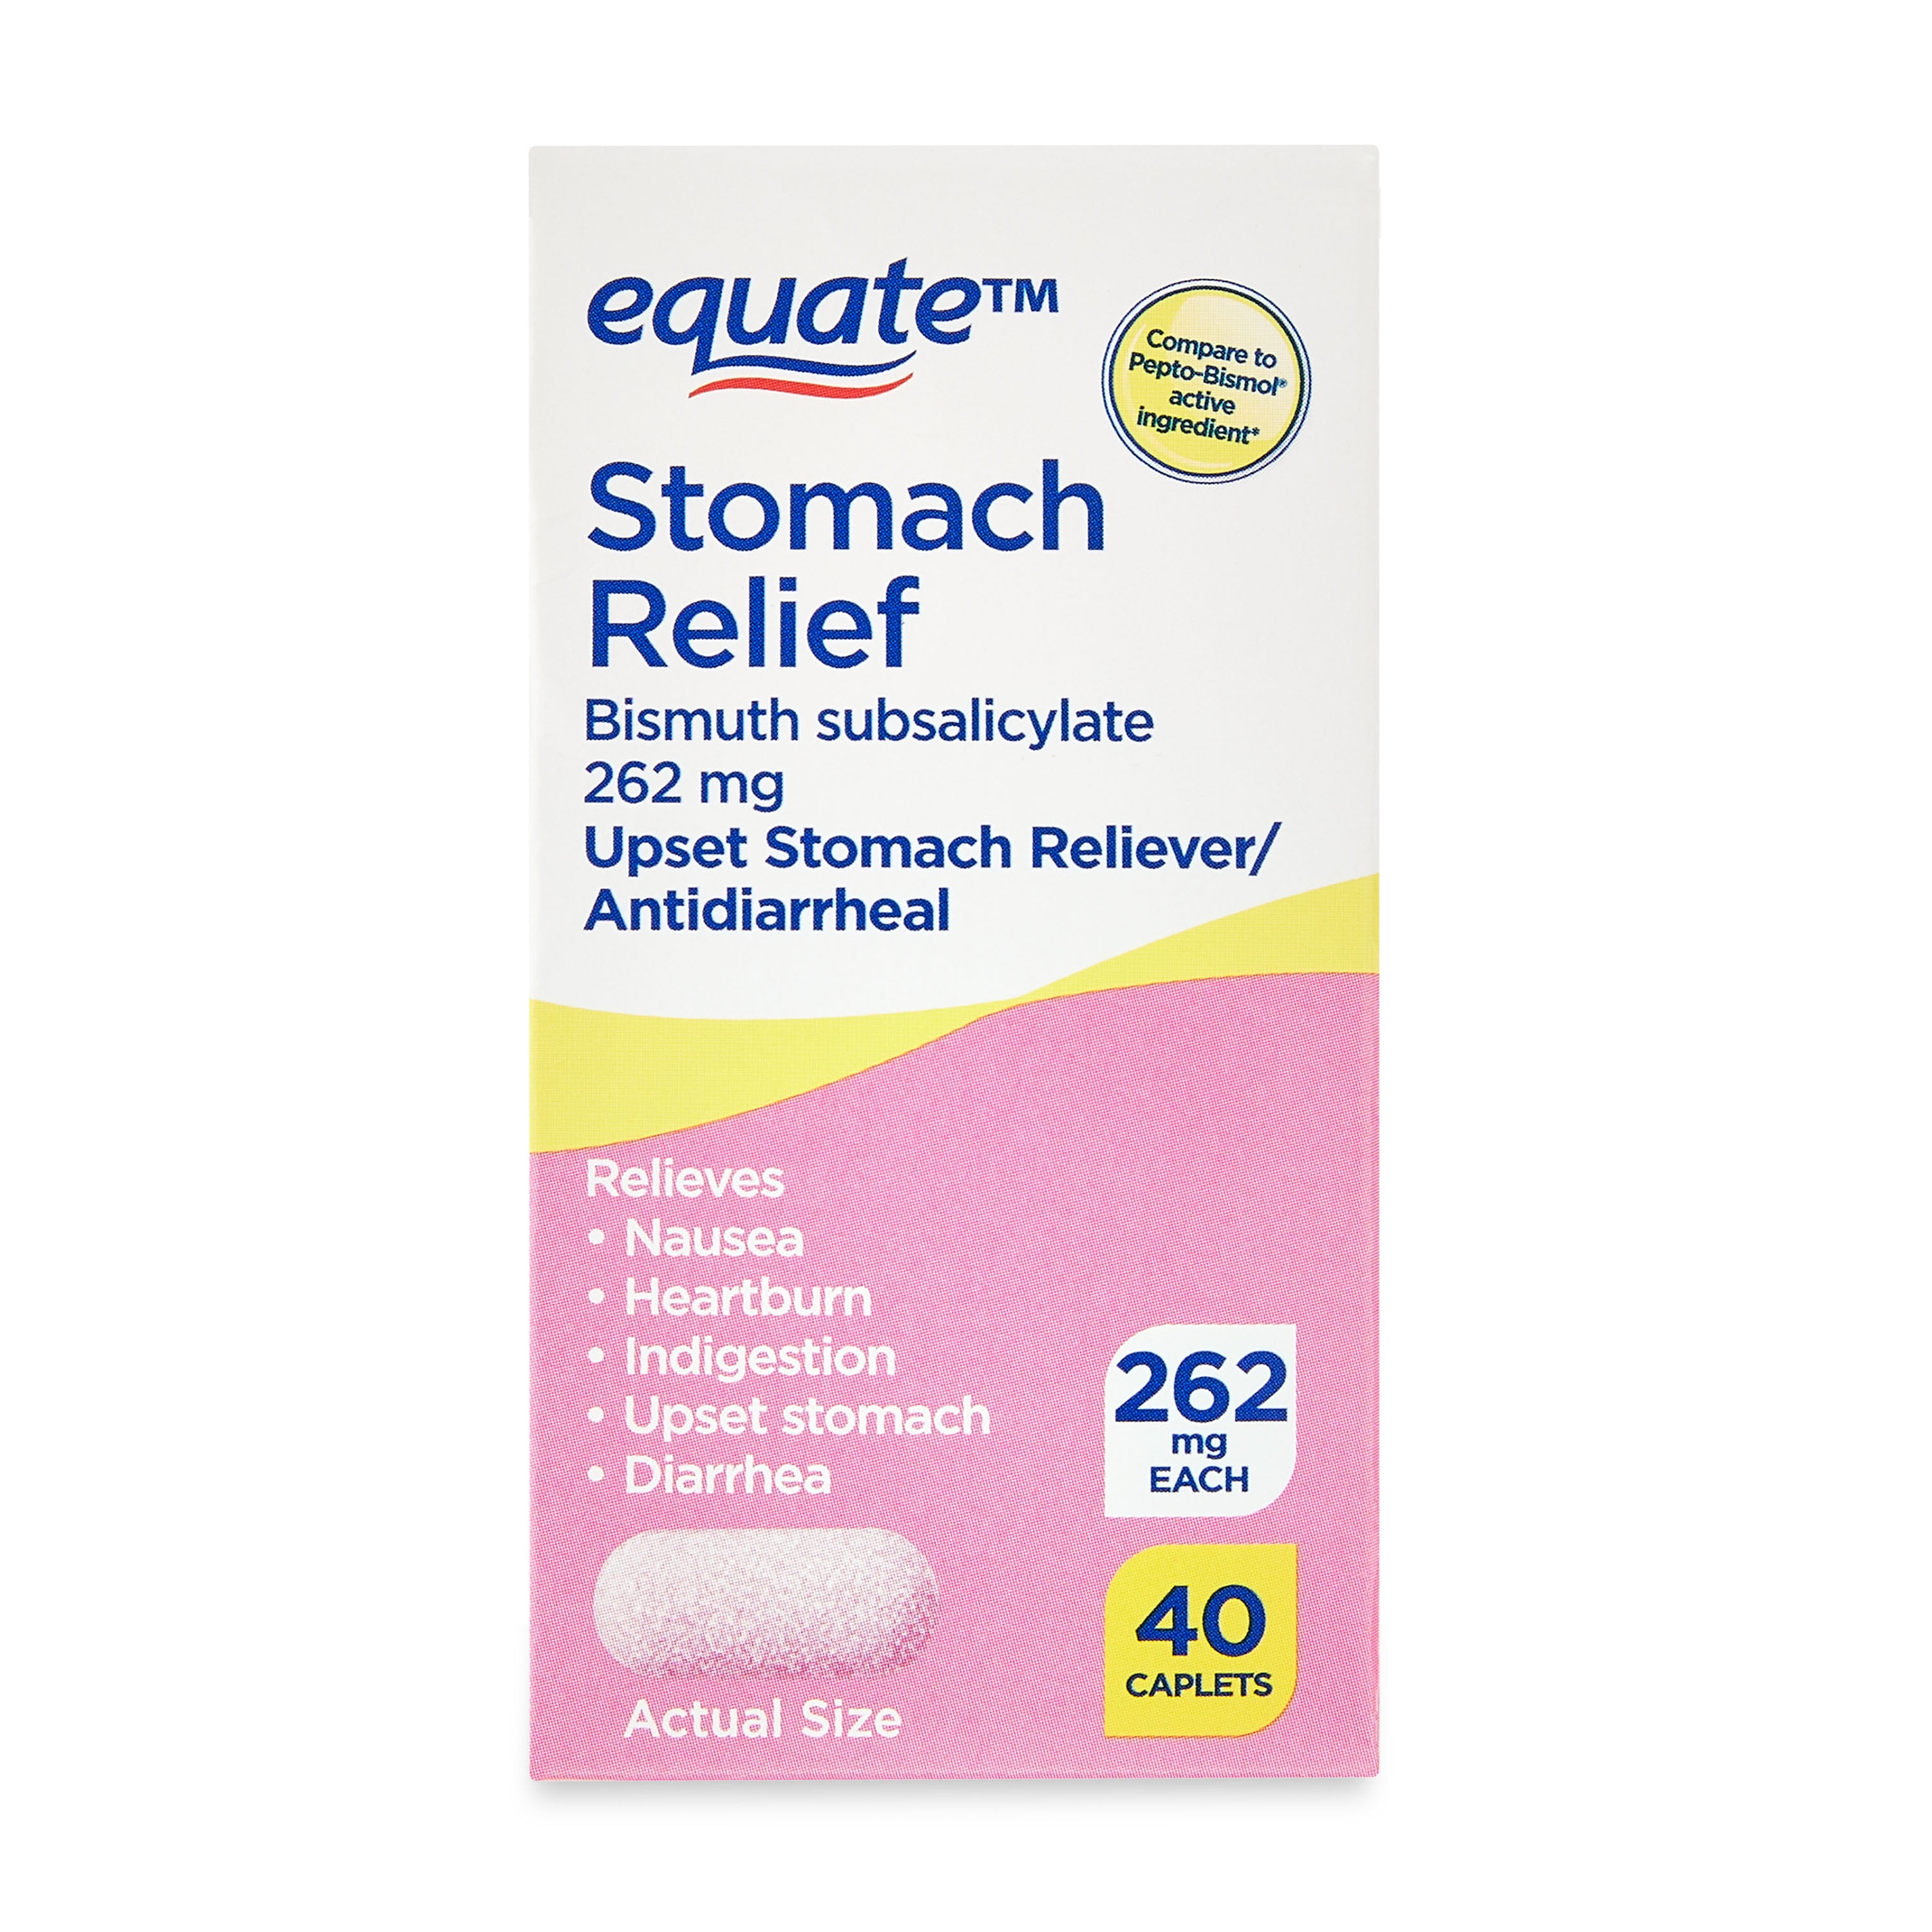 equate™
Compare to
Pepto-Bismol®
active
ingredient*
Stomach
Relief
Bismuth subsalicylate
262 mg
Upset Stomach Reliever/
Antidiarrheal
Relieves
• Nausea
• Heartburn
• Indigestion
• Upset stomach
• Diarrhea
262
mg
EACH
40
CAPLETS
Actual Size